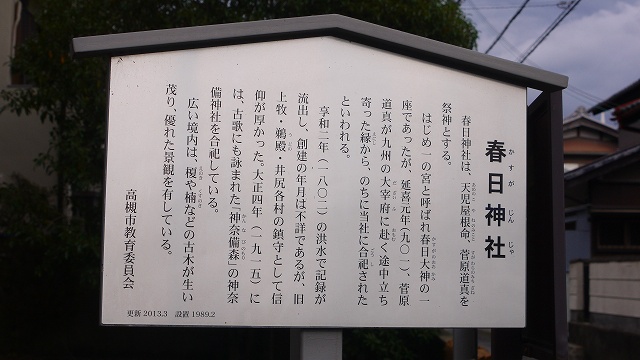 春日神社
かすがじんじゃ
春日神社は、天児屋根命、菅原道真を
祭神とする。
はじめ一の宮と呼ばれ春日大神の一
座であったが、延喜元年(九〇一)、菅原
道真が九州の大宰府に赴く途中立ち
寄った縁から、のちに当社に合祀された
といわれる。
享和二年(一八〇二)の洪水で記録が
流出し、創建の年月は不詳であるが、旧
上牧・鵜殿・井尻各村の鎮守として信
仰が厚かった。大正四年(一九一五)に
は、古歌にも詠まれた『神奈備森』の神奈
備神社を合祀している。
広い境内は、榎や楠などの古木が生い
茂り、優れた景観を有している。
高槻市教育委員会
更新 2013.3 設置 1989.2